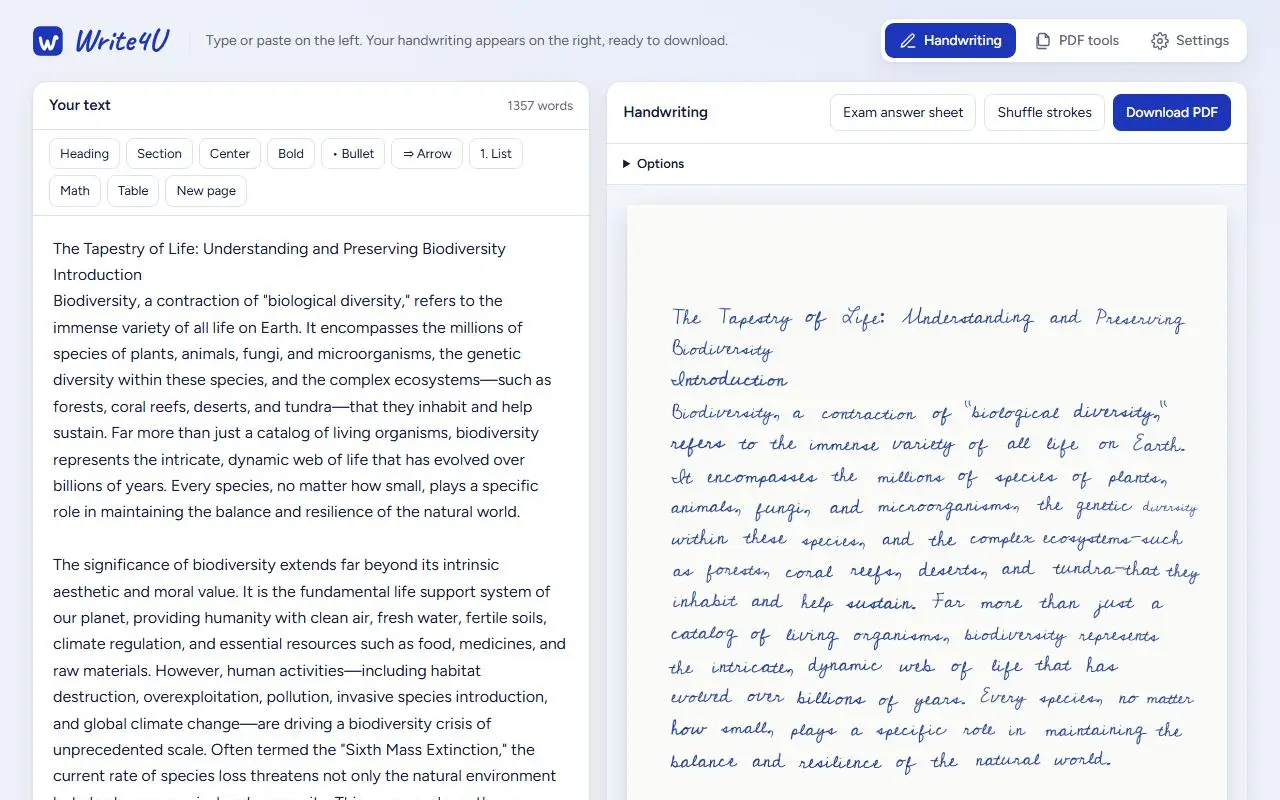 Write4U
Type or paste on the left. Your handwriting appears on the right, ready to download.
Handwriting
PDF tools
Settings
Your text
1357 words
Heading
Section
Center
Bold
• Bullet
⇒ Arrow
1. List
Math
Table
New page
The Tapestry of Life: Understanding and Preserving Biodiversity
Introduction
Biodiversity, a contraction of "biological diversity," refers to the
immense variety of all life on Earth. It encompasses the millions of
species of plants, animals, fungi, and microorganisms, the genetic
diversity within these species, and the complex ecosystems—such as
forests, coral reefs, deserts, and tundra—that they inhabit and help
sustain. Far more than just a catalog of living organisms, biodiversity
represents the intricate, dynamic web of life that has evolved over
billions of years. Every species, no matter how small, plays a specific
role in maintaining the balance and resilience of the natural world.
The significance of biodiversity extends far beyond its intrinsic
aesthetic and moral value. It is the fundamental life support system of
our planet, providing humanity with clean air, fresh water, fertile soils,
climate regulation, and essential resources such as food, medicines, and
raw materials. However, human activities—including habitat
destruction, overexploitation, pollution, invasive species introduction,
and global climate change—are driving a biodiversity crisis of
unprecedented scale. Often termed the "Sixth Mass Extinction," the
current rate of species loss threatens not only the natural environment
Handwriting
Exam answer sheet
Shuffle strokes
Download PDF
Options
The Tapestry of Life: Understanding and Preserving
Biodiversity
Introduction
Biodiversity, a contraction of "biological diversity,"
refers to the immense variety of all life on Earth.
It encompasses the millions of species of plants,
animals, fungi, and microorganisms, the genetic diversity
within these species, and the complex ecosystems—such
as forests, coral reefs, deserts, and tundra—that they
inhabit and help sustain. Far more than just a
catalog of living organisms, biodiversity represents
the intricate, dynamic web of life that has
evolved over billions of years. Every species, no matter
how small, plays a specific role in maintaining the
balance and resilience of the natural world.